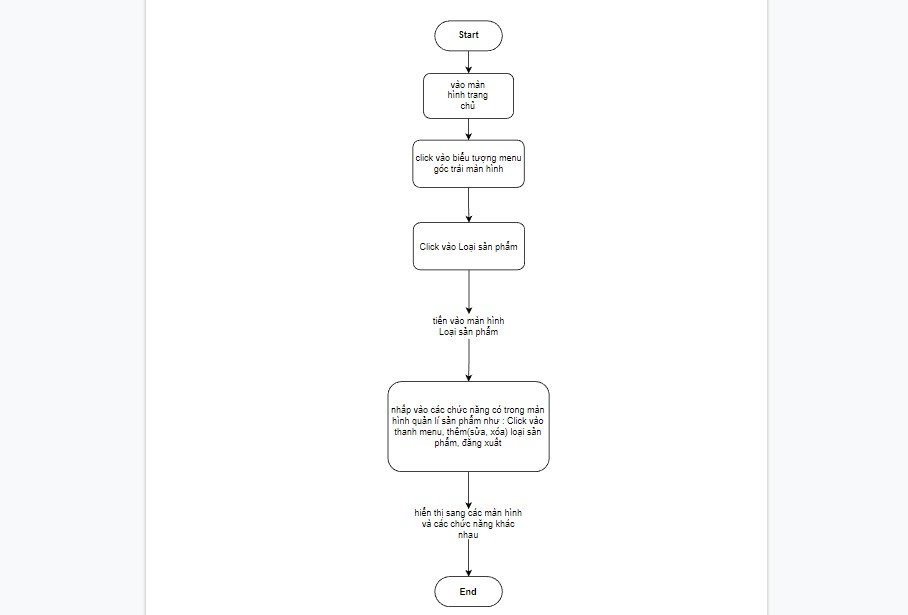 Start
vào màn
hình trang
chủ
click vào biểu tượng menu
góc trái màn hình
Click vào Loại sản phẩm
tiến vào màn hình
Loại sản phẩm
nhấp vào các chức năng có trong màn
hình quản lí sản phẩm như : Click vào
thanh menu, thêm(sửa, xóa) loại sản
phẩm, đăng xuất
hiển thị sang các màn hình
và các chức năng khác
nhau
End